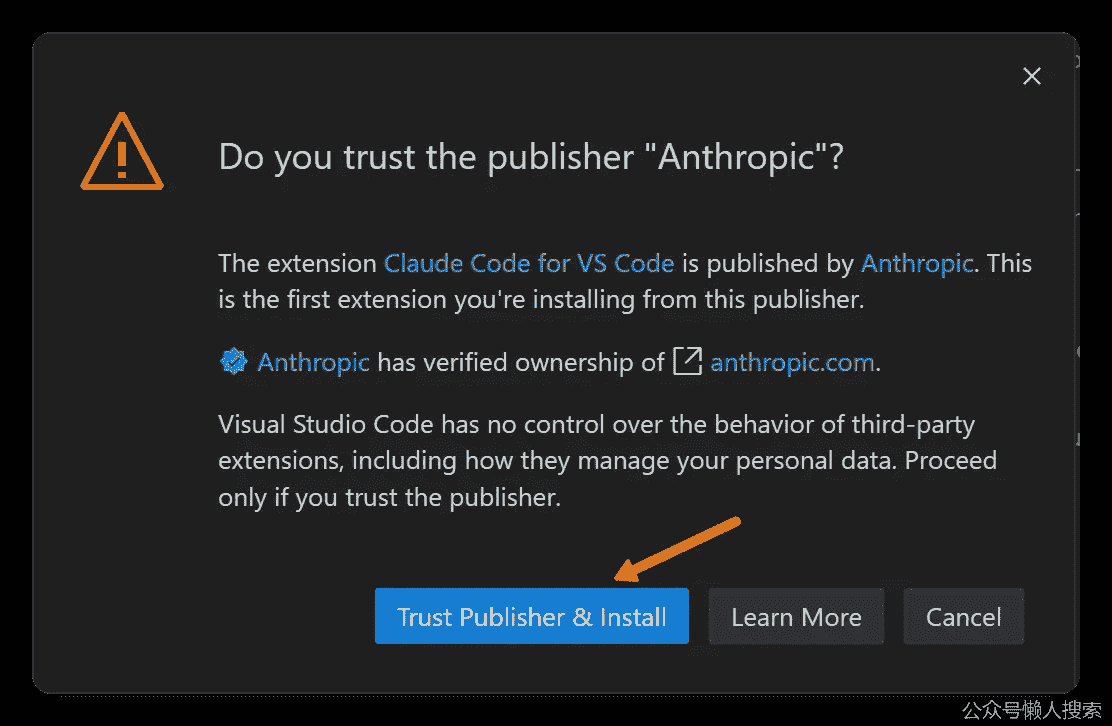 Do you trust the publisher "Anthropic"?
The extension Claude Code for VS Code is published by Anthropic. This
is the first extension you're installing from this publisher.
Anthropic has verified ownership of anthropic.com.
Visual Studio Code has no control over the behavior of third-party
extensions, including how they manage your personal data. Proceed
only if you trust the publisher.
Trust Publisher & Install Learn More Cancel
公众号懒人搜索